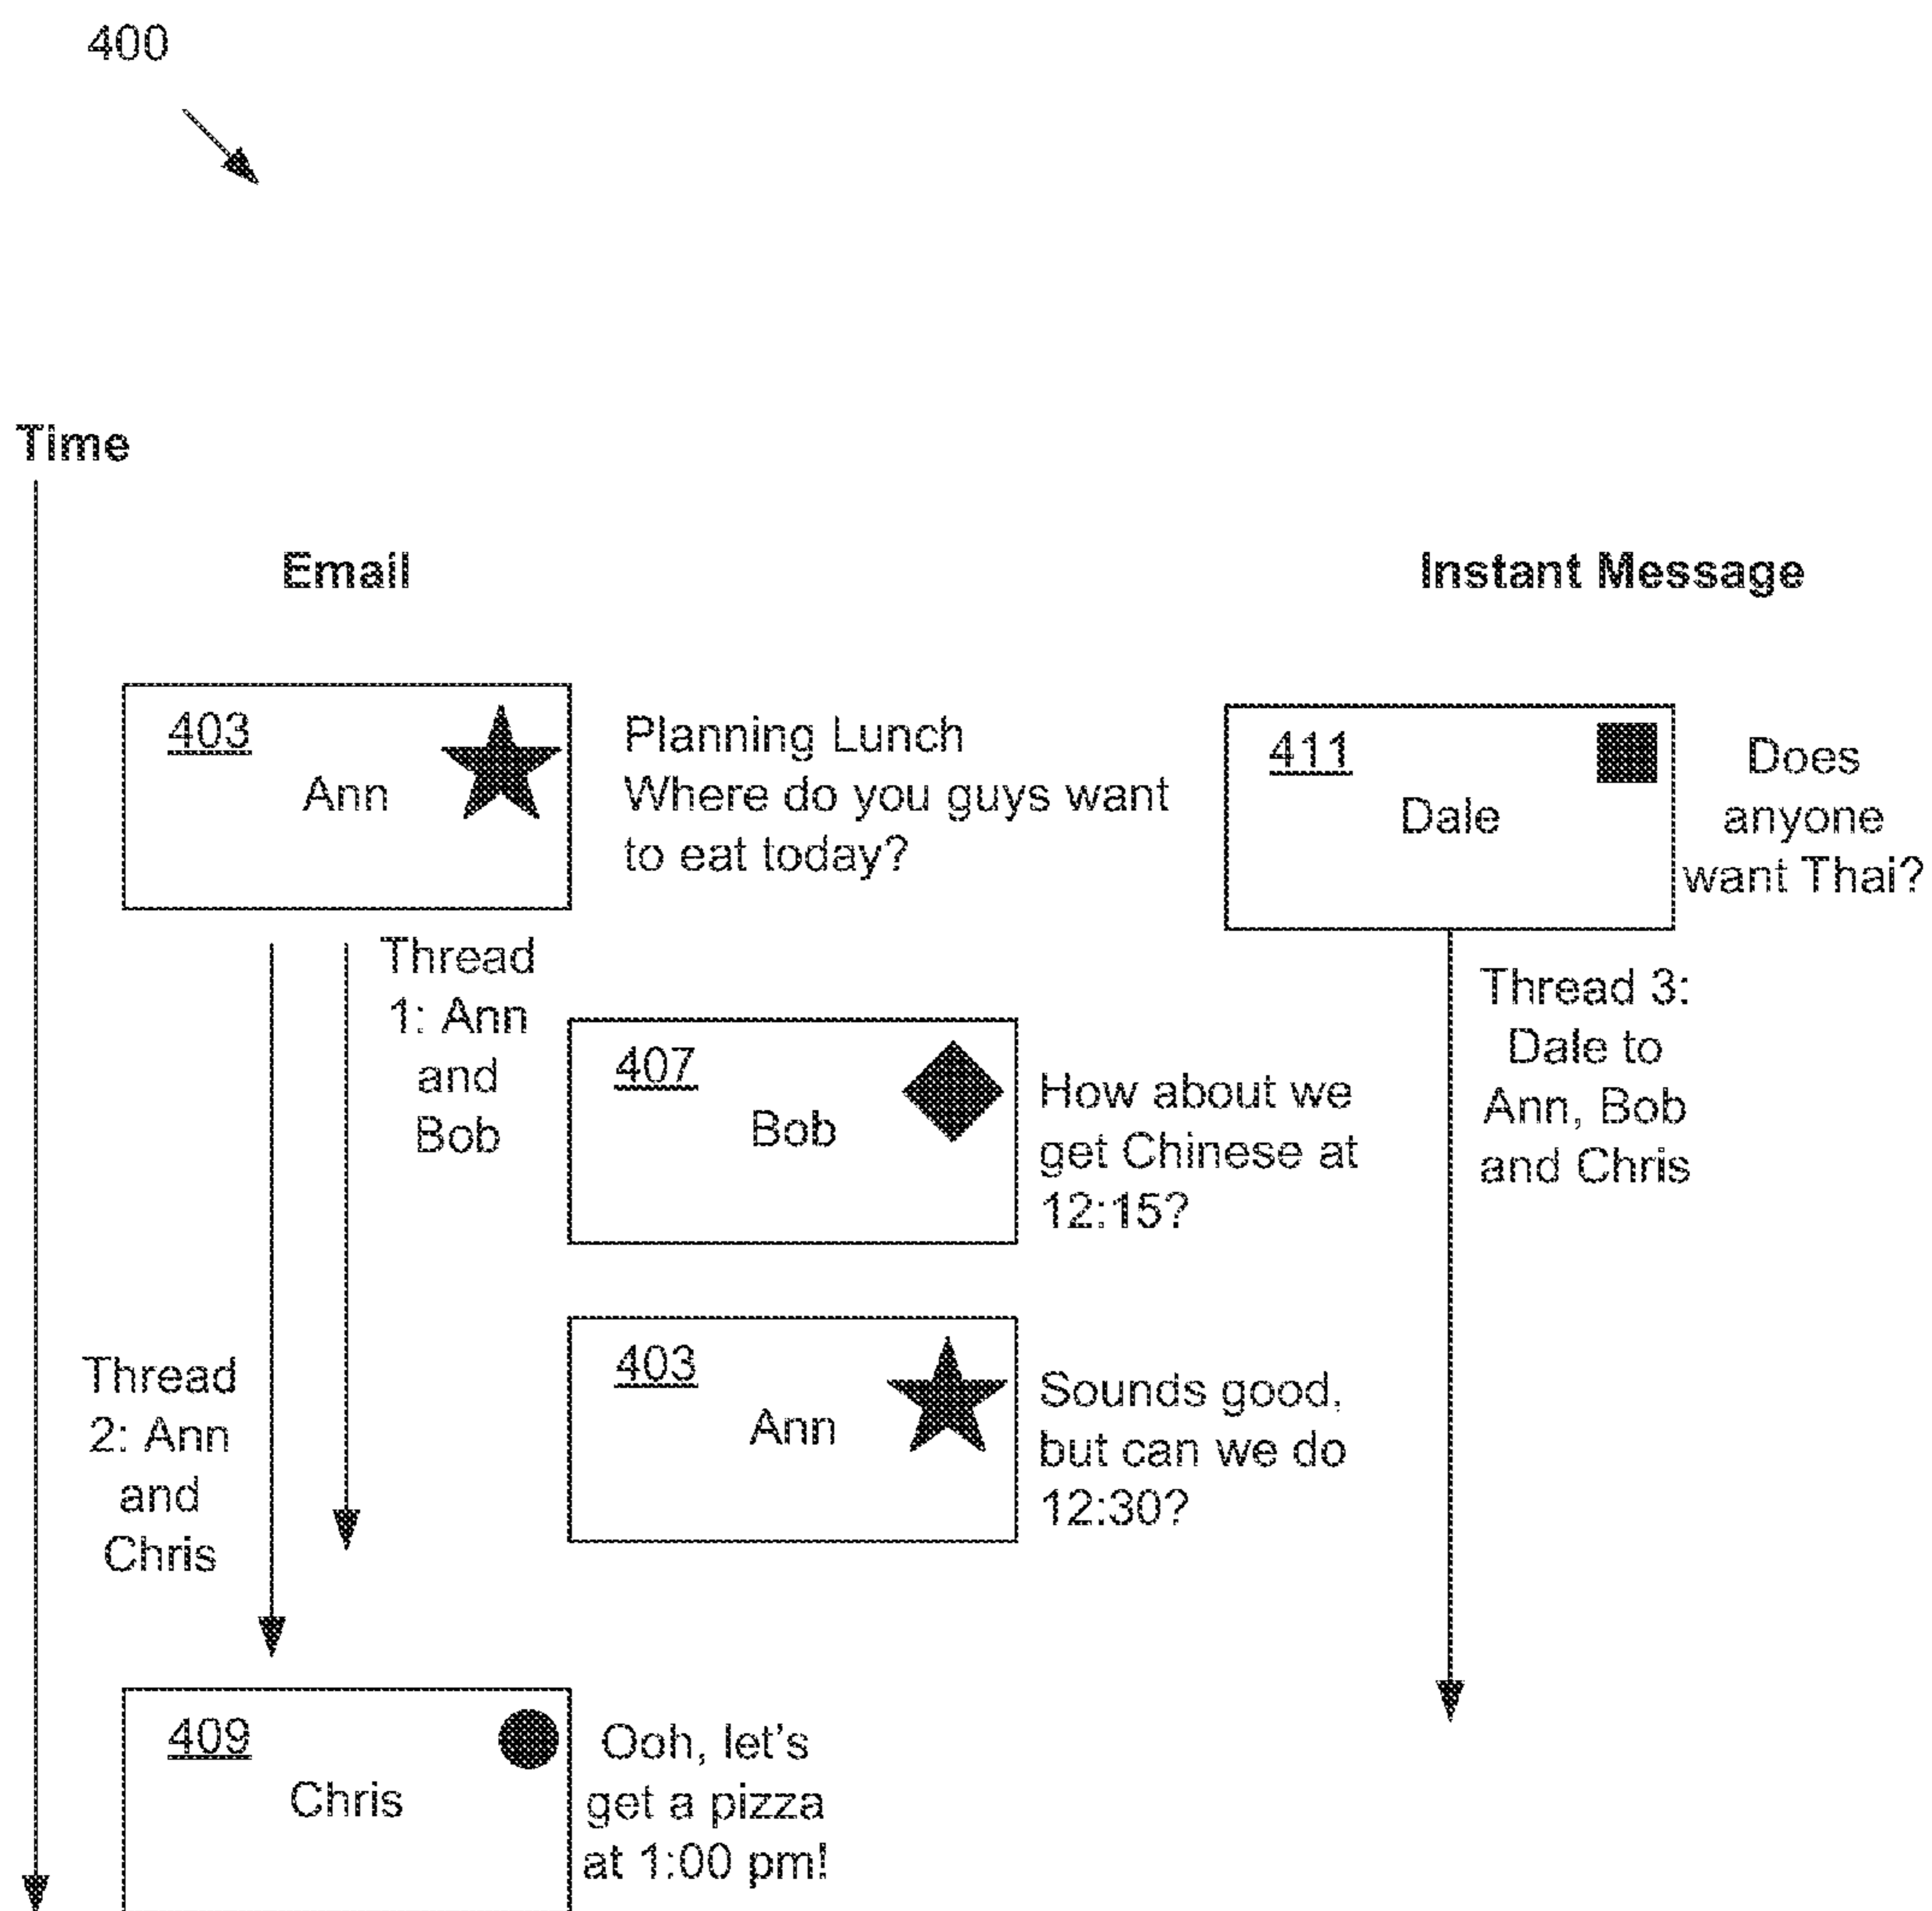 400
Time
Email
Instant Message
403
Ann
Planning Lunch
Where do you guys want
to eat today?
411
Dale
Does
anyone
want Thai?
Thread
1: Ann
and
Bob
Thread 3:
Dale to
Ann, Bob
and Chris
407
Bob
How about we
get Chinese at
12:15?
403
Ann
Sounds good,
but can we do
12:30?
Thread
2: Ann
and
Chris
409
Chris
Ooh, let's
get a pizza
at 1:00 pm!